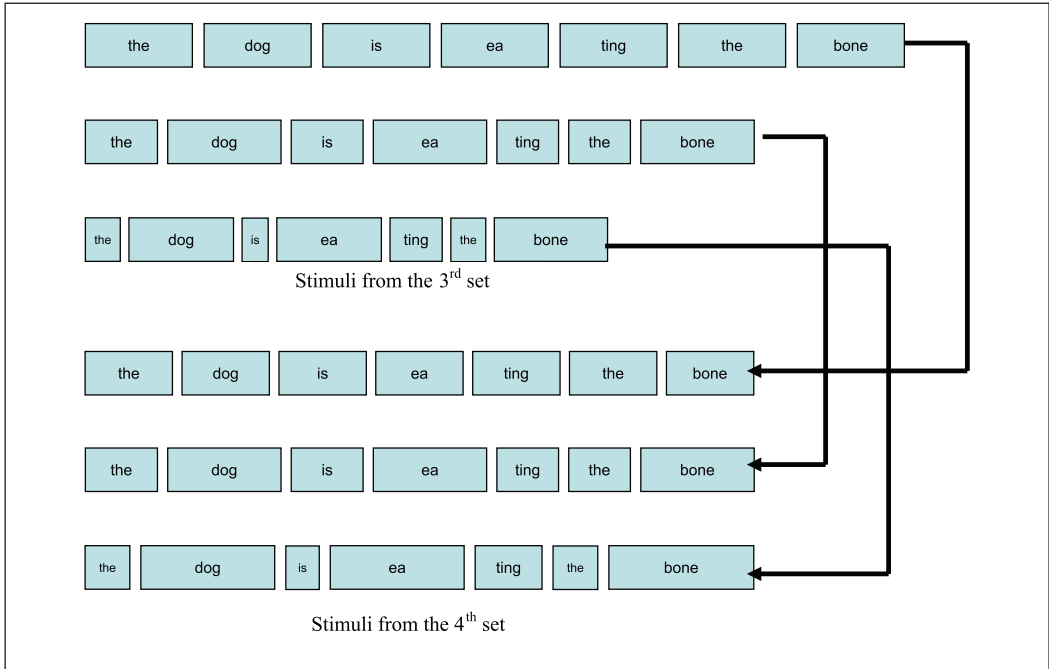 the dog is ea ting the bone
the dog is ea ting the bone
the dog is ea ting the bone
Stimuli from the 3rd set
the dog is ea ting the bone
the dog is ea ting the bone
the dog is ea ting the bone
Stimuli from the 4th set